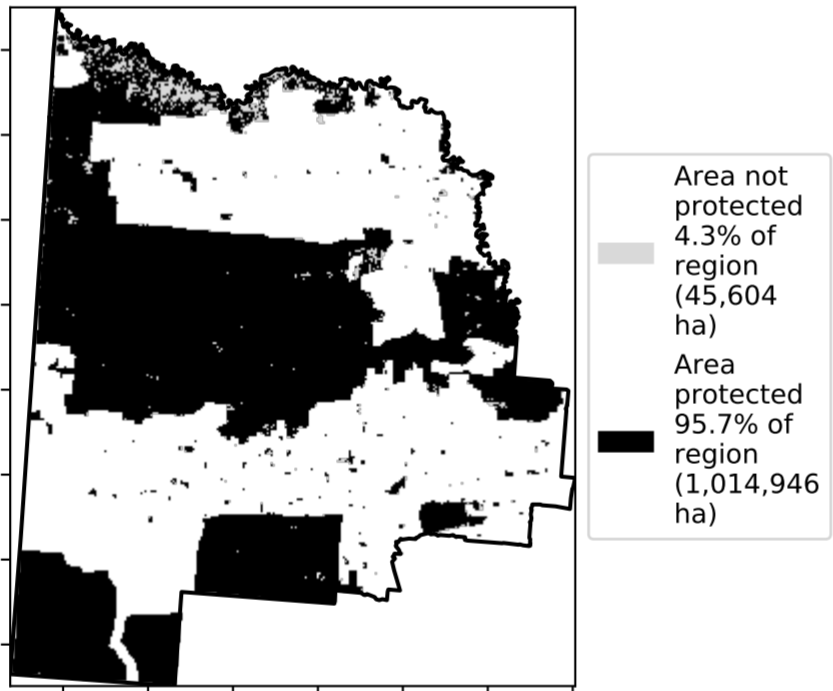 Area not
protected
4.3% of
region
(45,604
ha)
Area
protected
95.7% of
region
(1,014,946
ha)